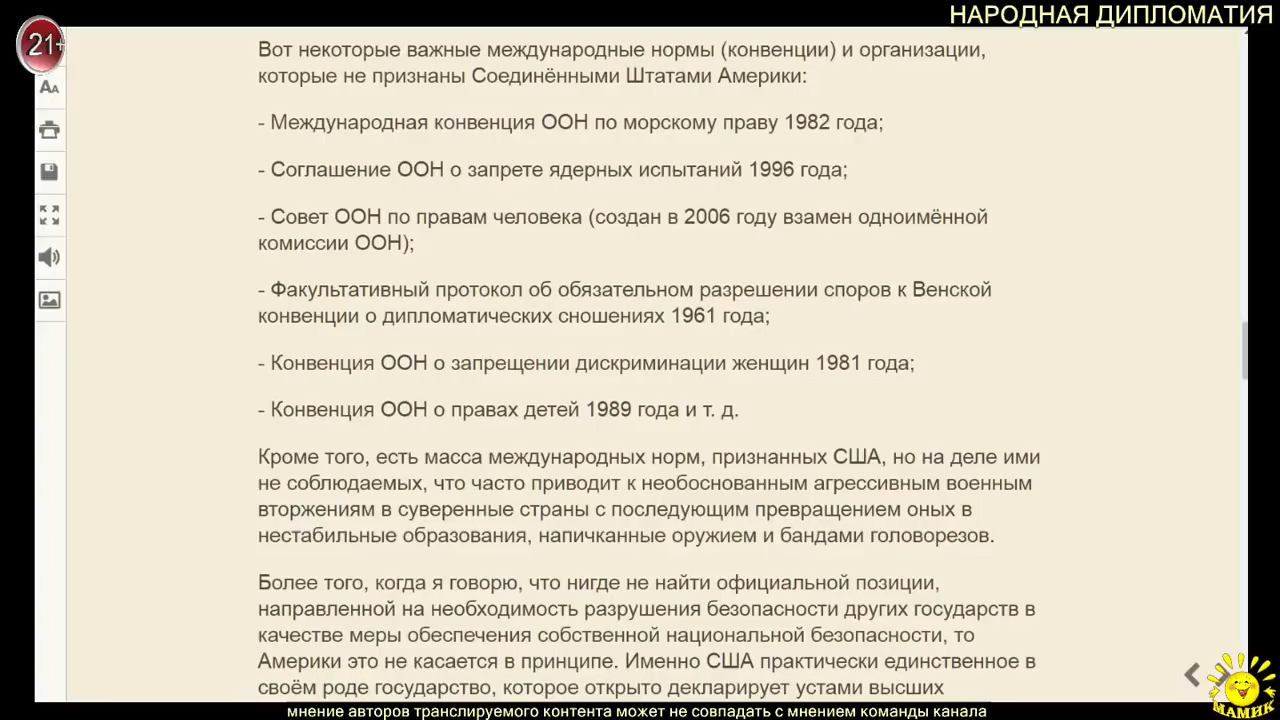 НАРОДНАЯ ДИПЛОМАТИЯ
21+
Вот некоторые важные международные нормы (конвенции) и организации,
которые не признаны Соединёнными Штатами Америки:
- Международная конвенция ООН по морскому праву 1982 года;
- Соглашение ООН о запрете ядерных испытаний 1996 года;
- Совет ООН по правам человека (создан в 2006 году взамен одноимённой
комиссии ООН);
- Факультативный протокол об обязательном разрешении споров к Венской
конвенции о дипломатических сношениях 1961 года;
- Конвенция ООН о запрещении дискриминации женщин 1981 года;
- Конвенция ООН о правах детей 1989 года и т. д.
Кроме того, есть масса международных норм, признанных США, но на деле ими
не соблюдаемых, что часто приводит к необоснованным агрессивным военным
вторжениям в суверенные страны с последующим превращением оных в
нестабильные образования, напичканные оружием и бандами головорезов.
Более того, когда я говорю, что нигде не найти официальной позиции,
направленной на необходимость разрушения безопасности других государств в
качестве меры обеспечения собственной национальной безопасности, то
Америки это не касается в принципе. Именно США практически единственное в
своём роде государство, которое открыто декларирует устами высших
МАМИК
мнение авторов транслируемого контента может не совпадать с мнением команды канала